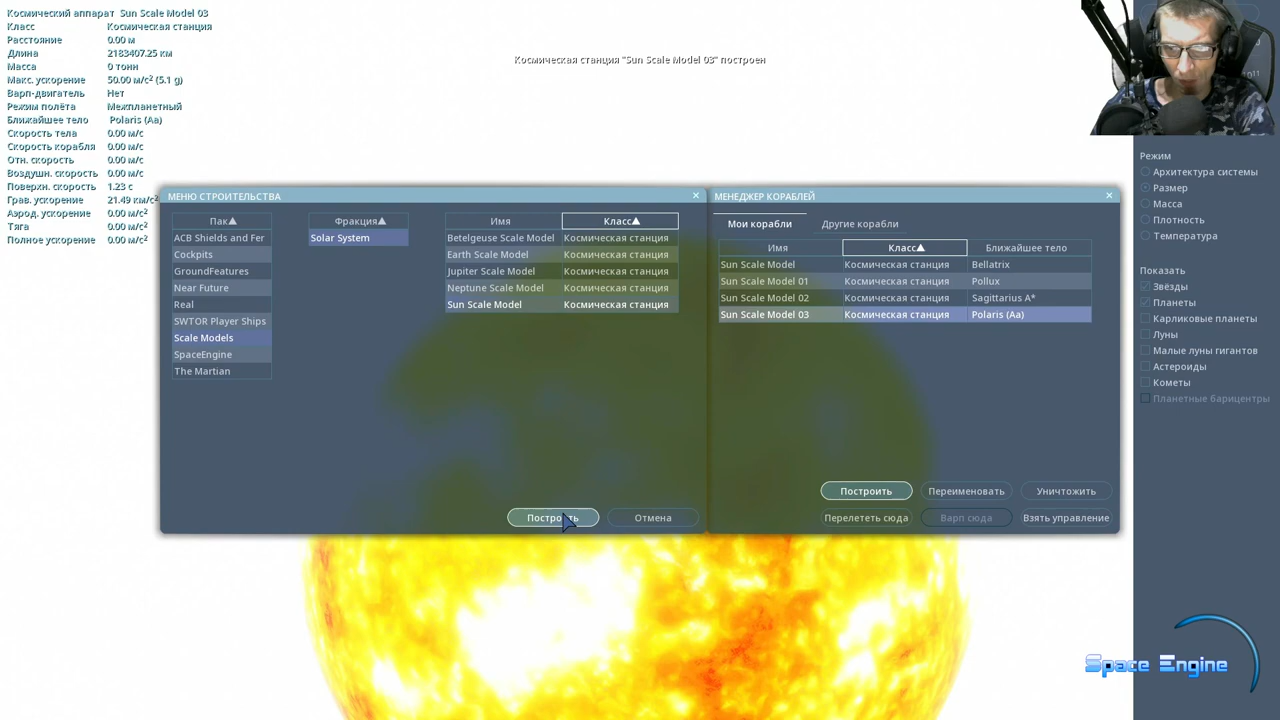 Космический аппарат Sun Scale Model 03
Класс Космическая станция
Расстояние 0.00 м
Длина 2183407.25 км
Масса 0 тонн
Макс. ускорение 50.00 м/с² (5.1 g)
Варп-двигатель Нет
Режим полёта Межпланетный
Ближайшее тело Polaris (Aa)
Скорость тела 0.00 м/с
Скорость корабля 0.00 м/с
Отн. скорость 0.00 м/с
Воздушн. скорость 0.00 м/с
Поверхн. скорость 1.23 c
Грав. ускорение 21.49 км/с²
Аэрод. ускорение 0.00 м/с²
Тяга 0.00 м/с²
Полное ускорение 0.00 м/с²
Космическая станция "Sun Scale Model 03" построен
МЕНЮ СТРОИТЕЛЬСТВА
Пак▲ Фракция▲ Имя Класс▲
ACB Shields and Fer Solar System Betelgeuse Scale Model Космическая станция
Cockpits Earth Scale Model Космическая станция
GroundFeatures Jupiter Scale Model Космическая станция
Near Future Neptune Scale Model Космическая станция
Real Sun Scale Model Космическая станция
SWTOR Player Ships
Scale Models
SpaceEngine
The Martian
Построить Отмена
МЕНЕДЖЕР КОРАБЛЕЙ
Мои корабли Другие корабли
Имя Класс▲ Ближайшее тело
Sun Scale Model Космическая станция Bellatrix
Sun Scale Model 01 Космическая станция Pollux
Sun Scale Model 02 Космическая станция Sagittarius A*
Sun Scale Model 03 Космическая станция Polaris (Aa)
Построить Переименовать Уничтожить
Перелететь сюда Варп сюда Взять управление
Режим
Архитектура системы
Размер
Масса
Плотность
Температура
Показать
Звёзды
Планеты
Карликовые планеты
Луны
Малые луны гигантов
Астероиды
Кометы
Планетные барицентры
Space Engine